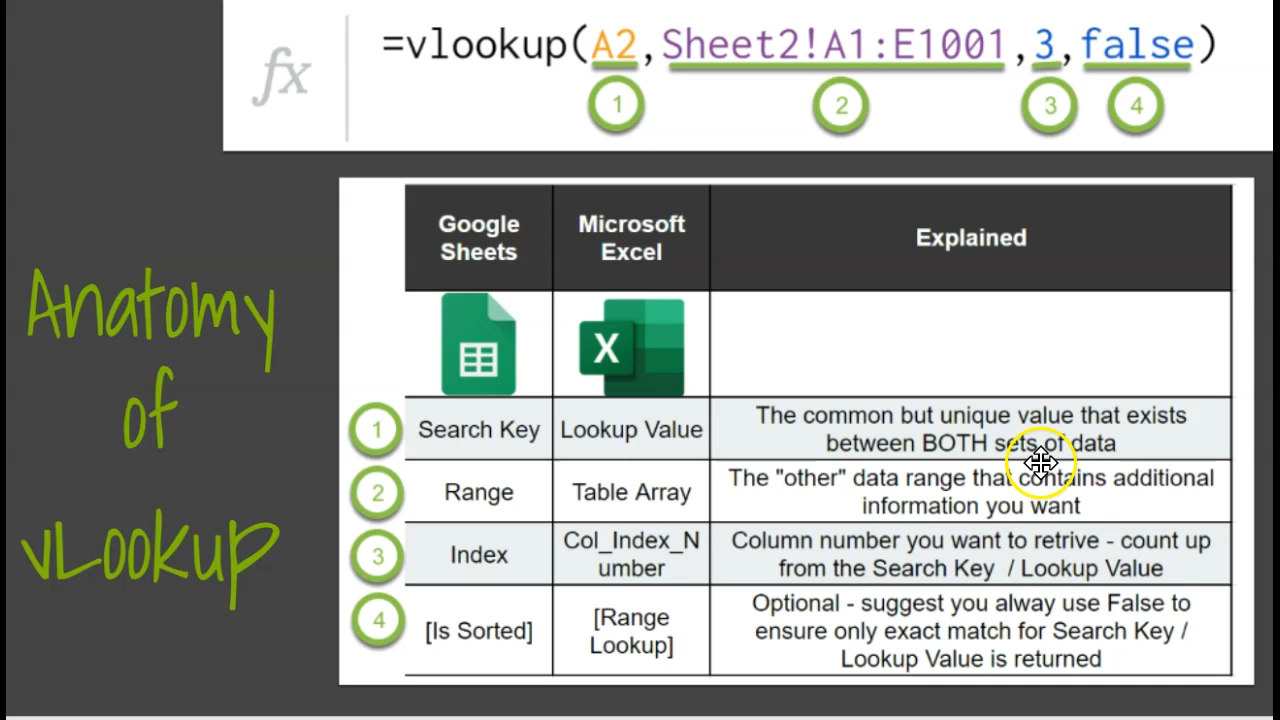 fx
=vlookup(A2,Sheet2!A1:E1001,3,false)
1 2 3 4
Anatomy
of
vLookup
Google
Sheets
Microsoft
Excel
Explained
X
1
Search Key
Lookup Value
The common but unique value that exists
between BOTH sets of data
2
Range
Table Array
The "other" data range that contains additional
information you want
3
Index
Col_Index_N
umber
Column number you want to retrive - count up
from the Search Key / Lookup Value
4
[Is Sorted]
[Range
Lookup]
Optional - suggest you alway use False to
ensure only exact match for Search Key /
Lookup Value is returned